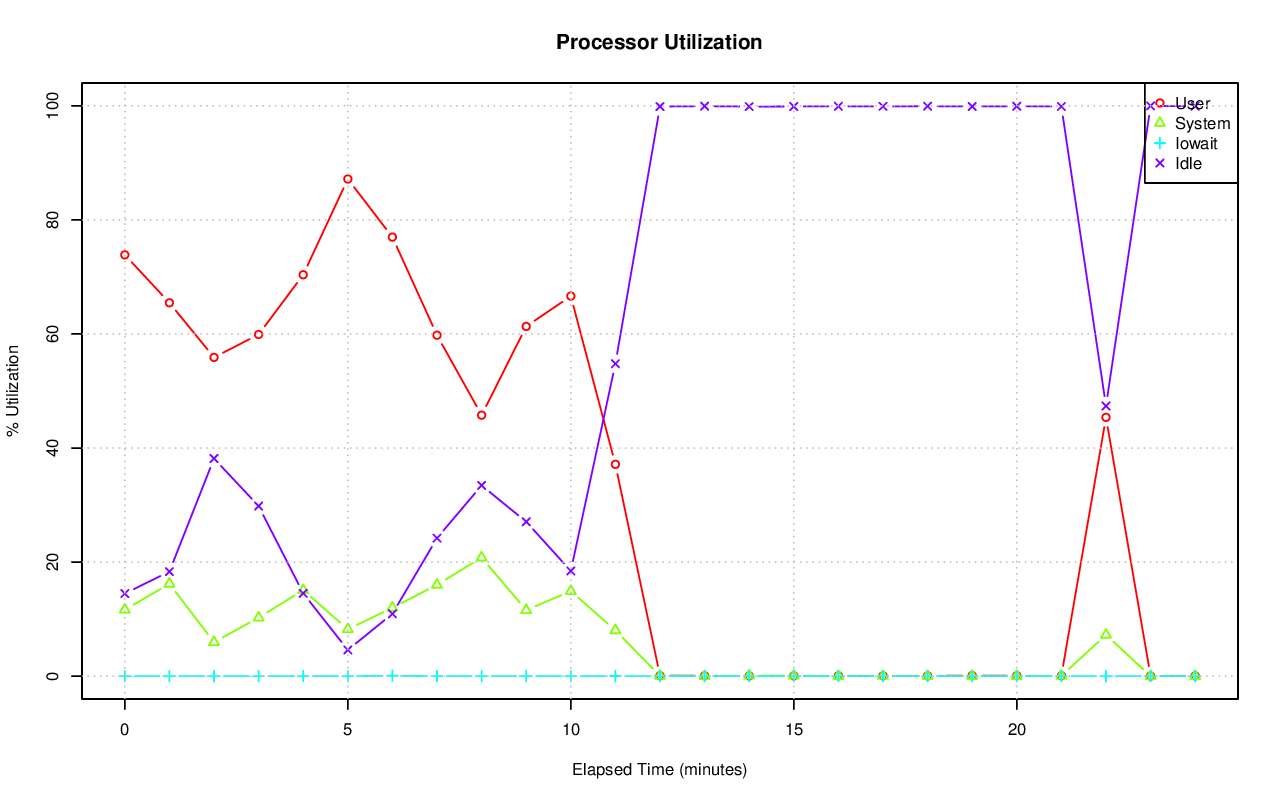 Processor Utilization
% Utilization
100
80
60
40
20
0
User
System
Iowait
Idle
0 5 10 15 20
Elapsed Time (minutes)